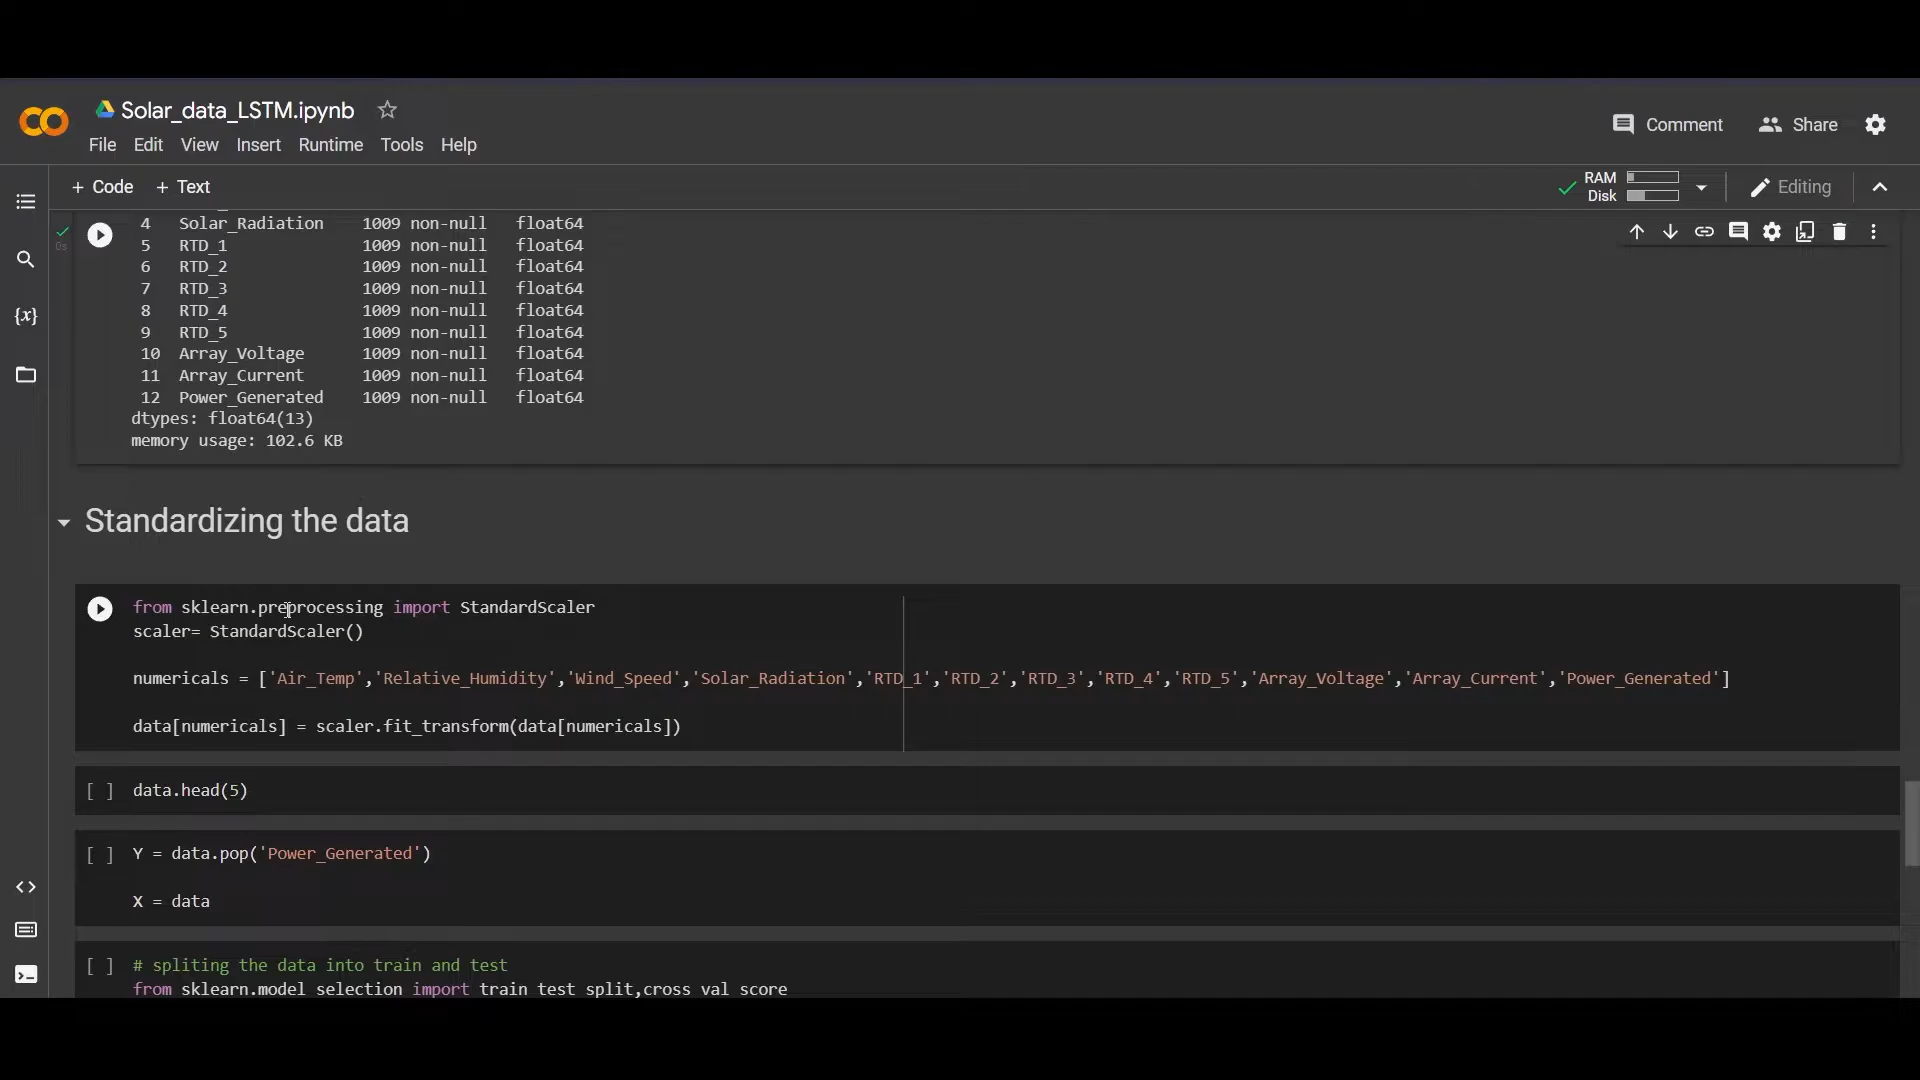 Solar_data_LSTM.ipynb
File Edit View Insert Runtime Tools Help
Comment
Share
+ Code + Text
RAM
Disk
Editing
4 Solar_Radiation 1009 non-null float64
5 RTD_1 1009 non-null float64
6 RTD_2 1009 non-null float64
7 RTD_3 1009 non-null float64
8 RTD_4 1009 non-null float64
9 RTD_5 1009 non-null float64
10 Array_Voltage 1009 non-null float64
11 Array_Current 1009 non-null float64
12 Power_Generated 1009 non-null float64
dtypes: float64(13)
memory usage: 102.6 KB
0s
Standardizing the data
from sklearn.preprocessing import StandardScaler
scaler= StandardScaler()
numericals = ['Air_Temp','Relative_Humidity','Wind_Speed','Solar_Radiation','RTD_1','RTD_2','RTD_3','RTD_4','RTD_5','Array_Voltage','Array_Current','Power_Generated']
data[numericals] = scaler.fit_transform(data[numericals])
[ ] data.head(5)
[ ] Y = data.pop('Power_Generated')
X = data
[ ] # spliting the data into train and test
from sklearn.model_selection import train_test_split,cross_val_score